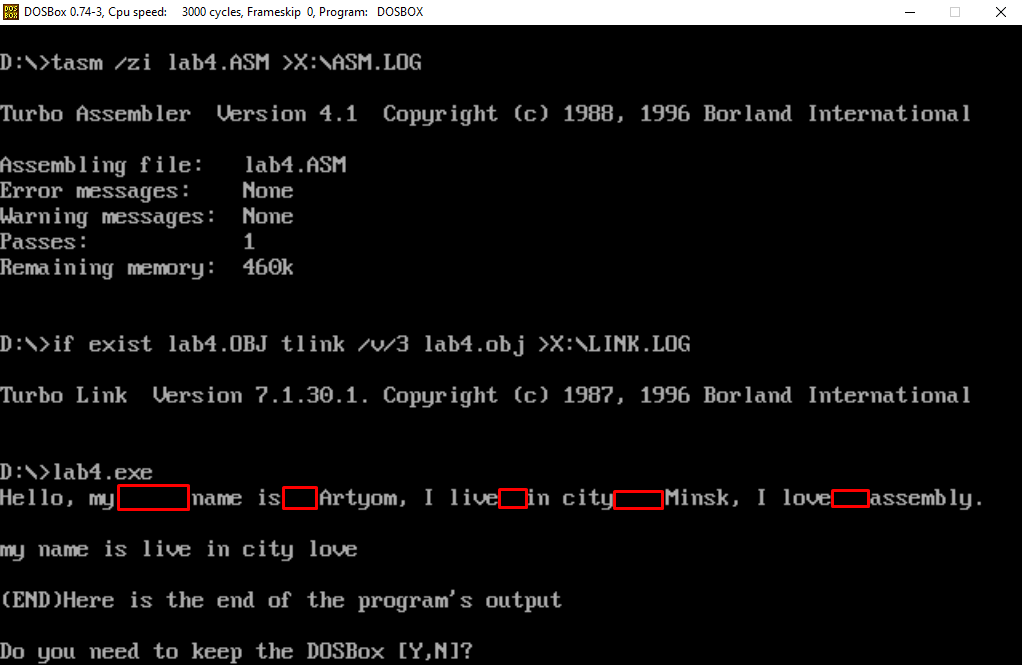 DOSBox 0.74-3, Cpu speed:    3000 cycles, Frameskip  0, Program:   DOSBOX
D:\>tasm /zi lab4.ASM >X:\ASM.LOG
Turbo Assembler  Version 4.1  Copyright (c) 1988, 1996 Borland International
Assembling file:   lab4.ASM
Error messages:    None
Warning messages:  None
Passes:            1
Remaining memory:  460k
D:\>if exist lab4.OBJ tlink /v/3 lab4.obj >X:\LINK.LOG
Turbo Link  Version 7.1.30.1. Copyright (c) 1987, 1996 Borland International
D:\>lab4.exe
Hello, my      name is   Artyom, I live  in city    Minsk, I love   assembly.
my name is live in city love
(END)Here is the end of the program's output
Do you need to keep the DOSBox [Y,N]?